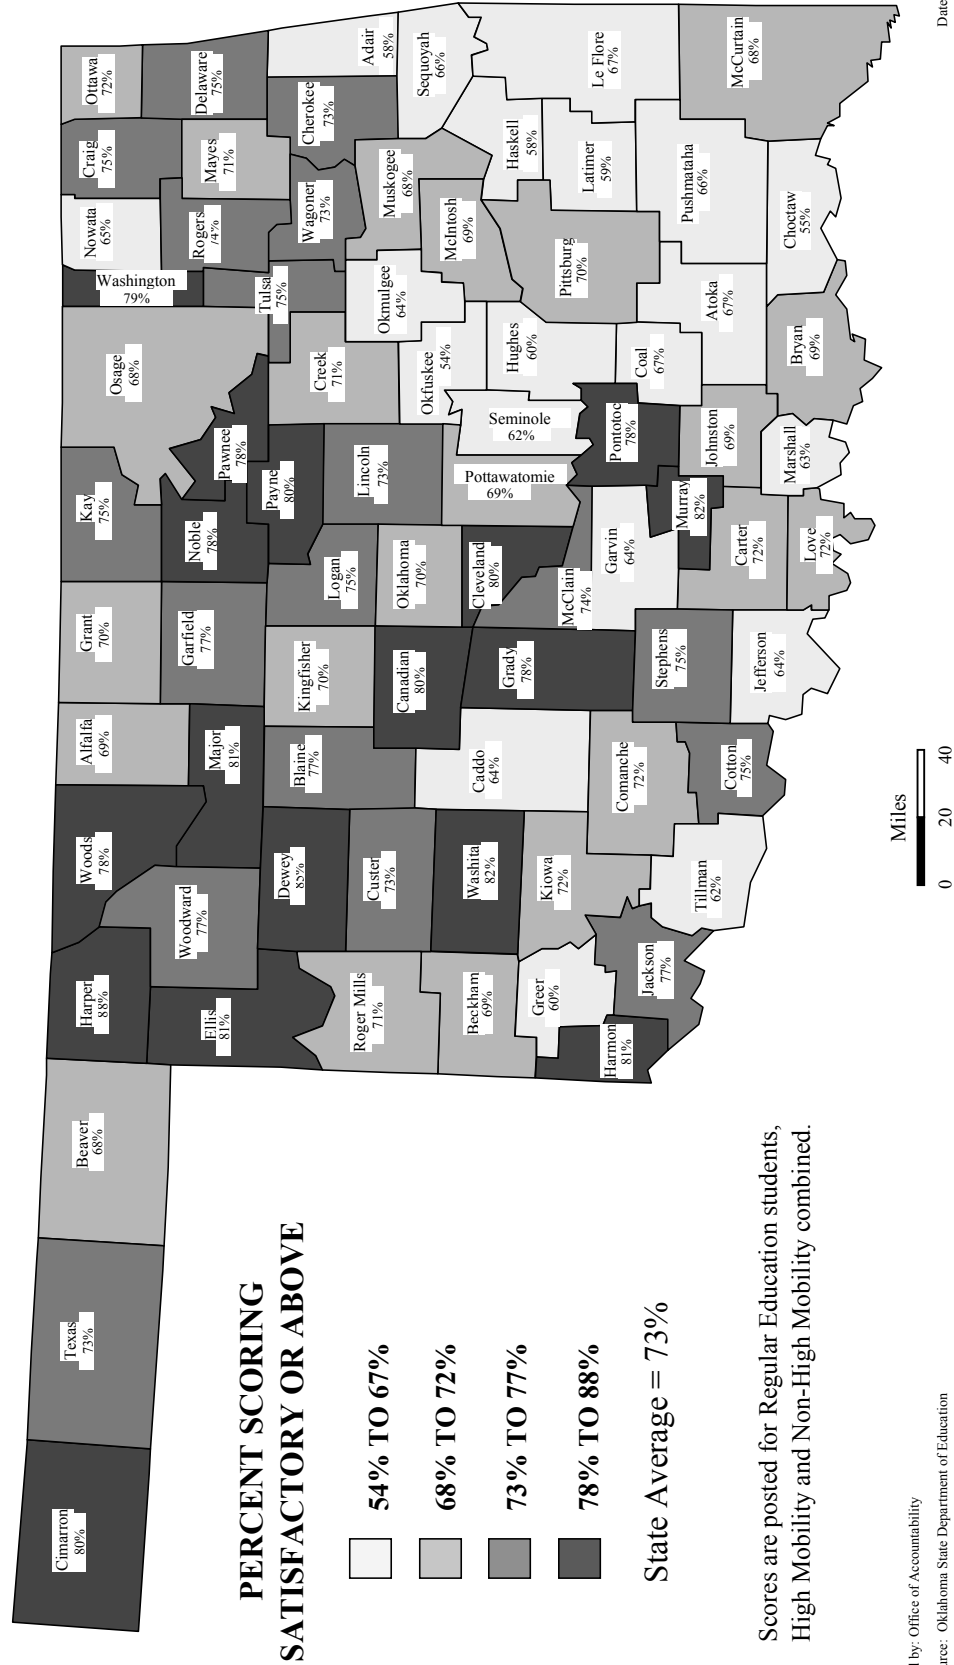 Cimarron
80%
Texas
73%
Beaver
68%
Harper
88%
Woods
78%
Alfalfa
69%
Grant
70%
Kay
75%
Osage
68%
Washington
79%
Nowata
65%
Craig
75%
Ottawa
72%
Ellis
81%
Woodward
77%
Major
81%
Garfield
77%
Noble
78%
Pawnee
78%
Tulsa
75%
Rogers
74%
Mayes
71%
Delaware
75%
Roger Mills
71%
Dewey
Custer
73%
Blaine
77%
Kingfisher
70%
Logan
75%
Payne
80%
Lincoln
73%
Creek
71%
Wagoner
73%
Cherokee
73%
Adair
58%
Beckham
69%
Washita
82%
Caddo
64%
Canadian
80%
Oklahoma
70%
Cleveland
80%
Pottawatomie
69%
Seminole
62%
Okfuskee
54%
Okmulgee
64%
Muskogee
68%
McIntosh
69%
Sequoyah
66%
Harmon
81%
Greer
60%
Kiowa
72%
Jackson
77%
Tillman
62%
Comanche
72%
Cotton
75%
Grady
78%
McClain
74%
Garvin
64%
Stephens
75%
Jefferson
64%
Pontotoc
78%
Murray
82%
Carter
72%
Love
72%
Johnston
69%
Marshall
63%
Hughes
60%
Coal
67%
Pittsburg
70%
Atoka
67%
Bryan
69%
Haskell
58%
Latimer
59%
Le Flore
67%
Pushmataha
66%
Choctaw
55%
McCurtain
68%
PERCENT SCORING
SATISFACTORY OR ABOVE
54% TO 67%
68% TO 72%
73% TO 77%
78% TO 88%
State Average = 73%
Scores are posted for Regular Education students,
High Mobility and Non-High Mobility combined.
Miles
0 20 40
by: Office of Accountability
Oklahoma State Department of Education
Date